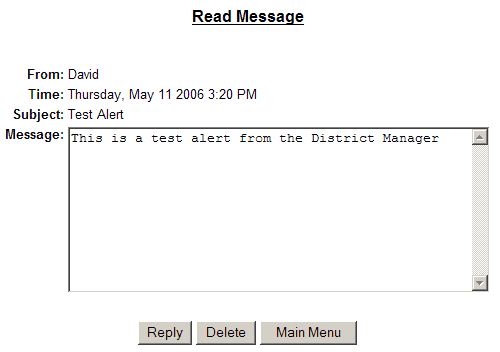 Read Message
From: David
Time: Thursday, May 11 2006 3:20 PM
Subject: Test Alert
Message: This is a test alert from the District Manager
Reply Delete Main Menu